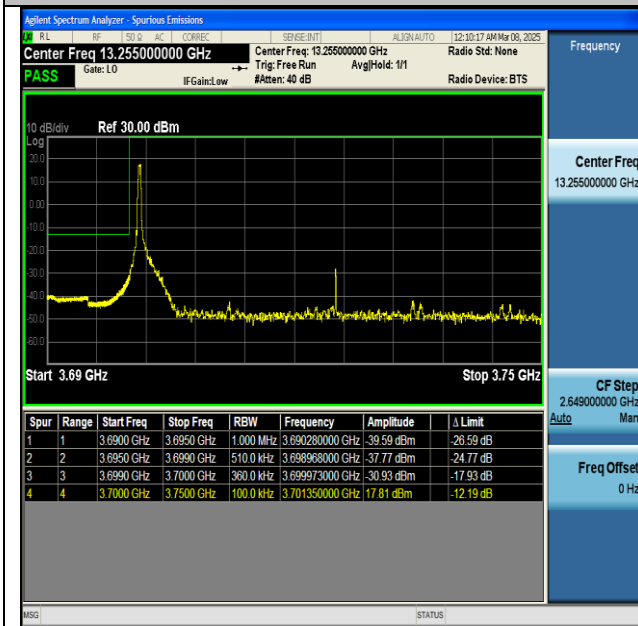 Agilent Spectrum Analyzer - Spurious Emissions
RL RF 50 Ω AC CORREC SENSE:INT ALIGN AUTO 12:10:17 AM Mar 08, 2025
Center Freq 13.255000000 GHz Center Freq: 13.255000000 GHz Radio Std: None Frequency
PASS Gate: LO Trig: Free Run Avg|Hold: 1/1
IFGain:Low #Atten: 40 dB Radio Device: BTS
10 dB/div Ref 30.00 dBm
Log
20.0
10.0
0.00
-10.0
-20.0
-30.0
-40.0
-50.0
-60.0
Start 3.69 GHz Stop 3.75 GHz
Center Freq
13.255000000 GHz
CF Step
2.649000000 GHz
Auto Man
Freq Offset
0 Hz
Spur Range Start Freq Stop Freq RBW Frequency Amplitude Δ Limit
1 1 3.6900 GHz 3.6950 GHz 1.000 MHz 3.690280000 GHz -39.59 dBm -26.59 dB
2 2 3.6950 GHz 3.6990 GHz 510.0 kHz 3.698968000 GHz -37.77 dBm -24.77 dB
3 3 3.6990 GHz 3.7000 GHz 360.0 kHz 3.699973000 GHz -30.93 dBm -17.93 dB
4 4 3.7000 GHz 3.7500 GHz 100.0 kHz 3.701350000 GHz 17.81 dBm -12.19 dB
MSG STATUS